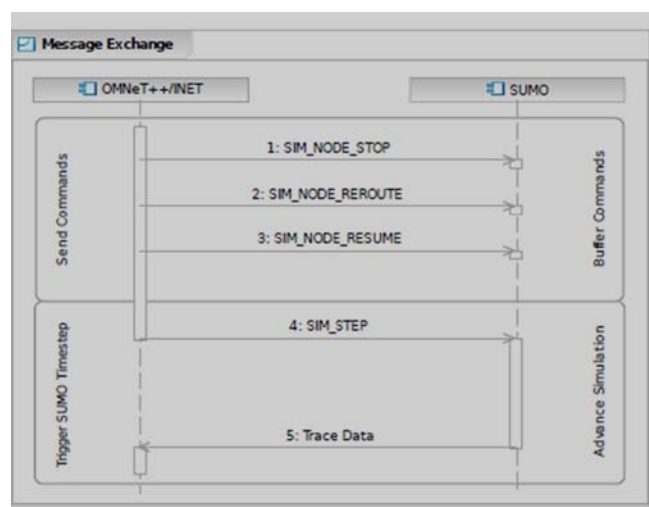 Message Exchange
OMNeT++/INET
SUMO
Send Commands
1: SIM_NODE_STOP
2: SIM_NODE_REROUTE
3: SIM_NODE_RESUME
Buffer Commands
Trigger SUMO Timestep
4: SIM_STEP
5: Trace Data
Advance Simulation